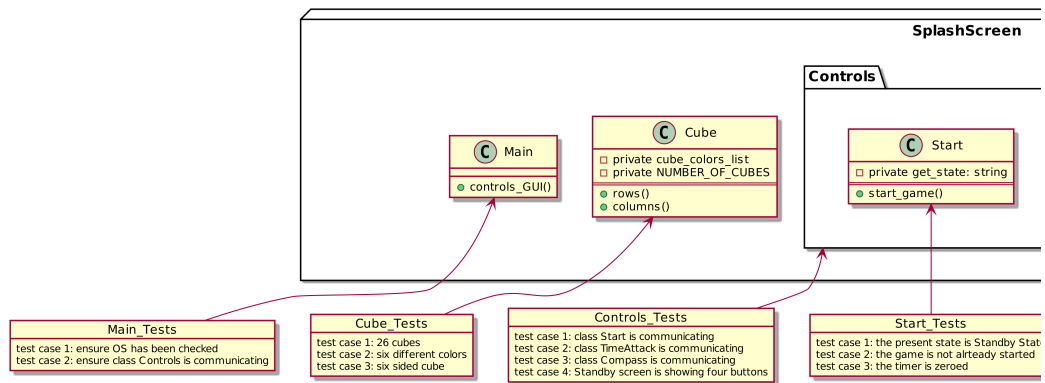 SplashScreen
Controls
C Main
controls_GUI()
C Cube
private cube_colors_list
private NUMBER_OF_CUBES
rows()
columns()
C Start
private get_state: string
start_game()
Main_Tests
test case 1: ensure OS has been checked
test case 2: ensure class Controls is communicating
Cube_Tests
test case 1: 26 cubes
test case 2: six different colors
test case 3: six sided cube
Controls_Tests
test case 1: class Start is communicating
test case 2: class TimeAttack is communicating
test case 3: class Compass is communicating
test case 4: Standby screen is showing four buttons
Start_Tests
test case 1: the present state is Standby Stat
test case 2: the game is not alrteady started
test case 3: the timer is zeroed